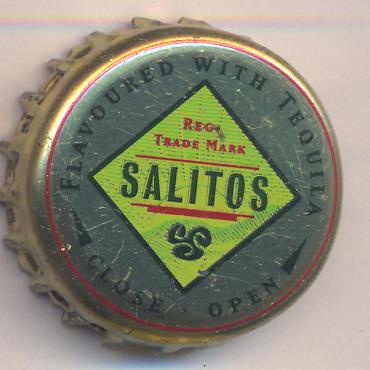 FLAVOURED WITH TEQUILA
REG.
TRADE MARK
SALITOS
CLOSE · OPEN